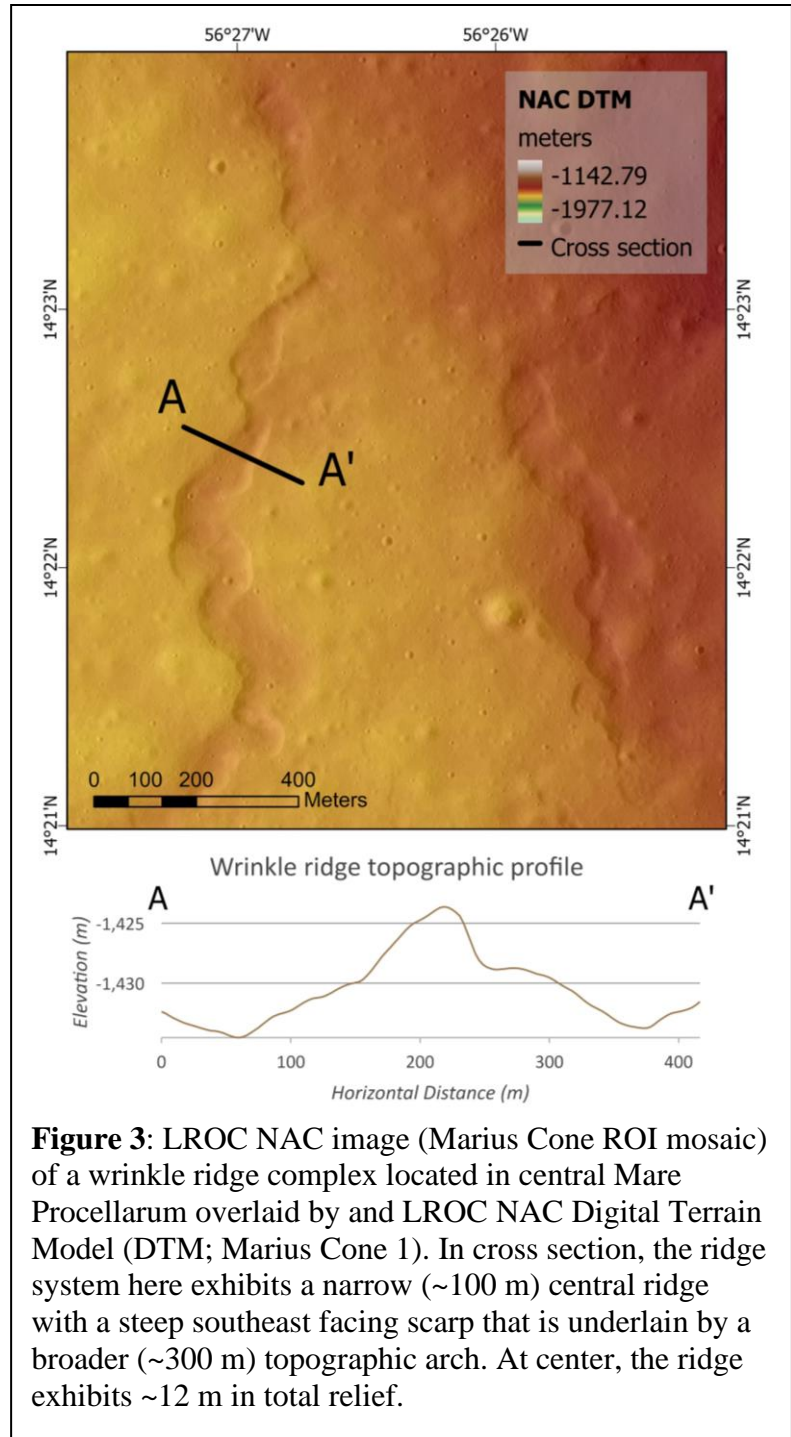 56°27'W 56°26'W
NAC DTM
meters
-1142.79
-1977.12
Cross section
14°23'N 14°23'N
A
A'
14°22'N 14°22'N
0 100 200 400
Meters
14°21'N 14°21'N
Wrinkle ridge topographic profile
A A'
-1,425
-1,430
Elevation (m)
0 100 200 300 400
Horizontal Distance (m)
Figure 3: LROC NAC image (Marius Cone ROI mosaic)
of a wrinkle ridge complex located in central Mare
Procellarum overlaid by and LROC NAC Digital Terrain
Model (DTM; Marius Cone 1). In cross section, the ridge
system here exhibits a narrow (~100 m) central ridge
with a steep southeast facing scarp that is underlain by a
broader (~300 m) topographic arch. At center, the ridge
exhibits ~12 m in total relief.